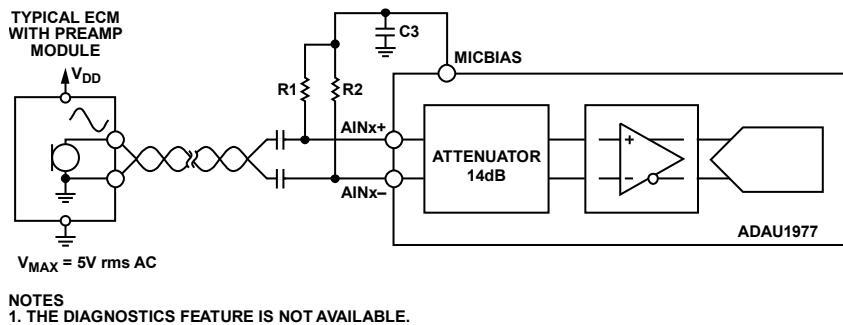 TYPICAL ECM
WITH PREAMP
MODULE
VDD
C3
MICBIAS
R1
R2
AINx+
AINx–
ATTENUATOR
14dB
+
–
ADAU1977
VMAX = 5V rms AC
NOTES
1. THE DIAGNOSTICS FEATURE IS NOT AVAILABLE.